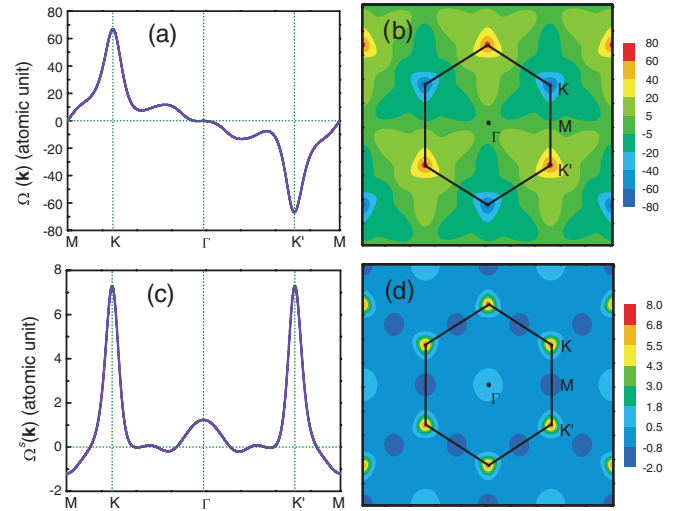 80
60
40
20
0
-20
-40
-60
-80
Ω (k) (atomic unit)
(a)
M K Γ K' M
(b)
K
M
Γ
K'
80
60
40
20
5
-5
-20
-40
-60
-80
8
6
4
2
0
-2
Ωˢ(k) (atomic unit)
(c)
M K Γ K' M
(d)
K
M
Γ
K'
8.0
6.8
5.5
4.3
3.0
1.8
0.5
-0.8
-2.0